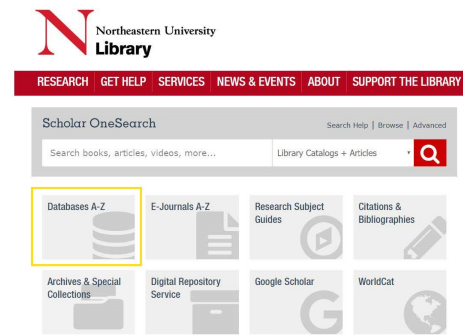 Northeastern University
Library
RESEARCH GET HELP SERVICES NEWS & EVENTS ABOUT SUPPORT THE LIBRARY
Scholar OneSearch
Search Help | Browse | Advanced
Search books, articles, videos, more...
Library Catalogs + Articles
Databases A-Z
E-Journals A-Z
Research Subject
Guides
Citations &
Bibliographies
Archives & Special
Collections
Digital Repository
Service
Google Scholar
WorldCat